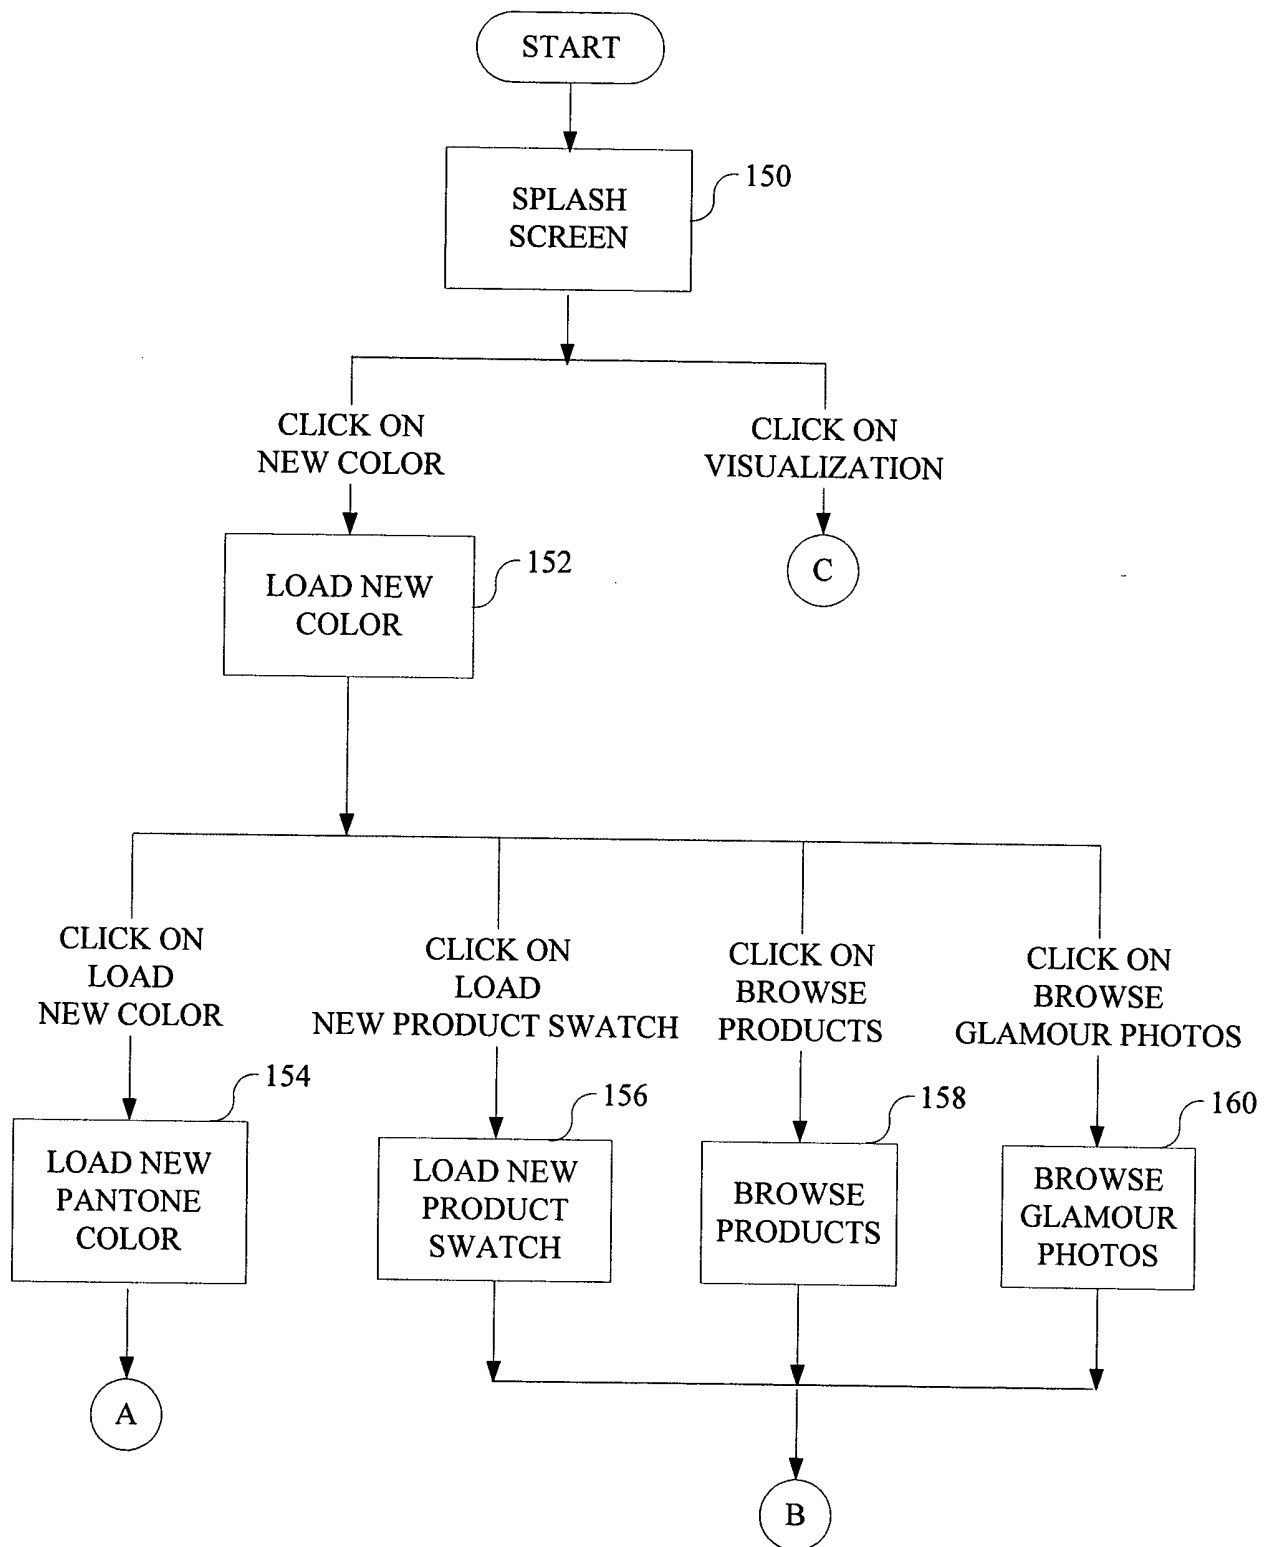 START
SPLASH
SCREEN
150
CLICK ON
NEW COLOR
CLICK ON
VISUALIZATION
LOAD NEW
COLOR
152
C
CLICK ON
LOAD
NEW COLOR
CLICK ON
LOAD
NEW PRODUCT SWATCH
CLICK ON
BROWSE
PRODUCTS
CLICK ON
BROWSE
GLAMOUR PHOTOS
154
LOAD NEW
PANTONE
COLOR
156
LOAD NEW
PRODUCT
SWATCH
158
BROWSE
PRODUCTS
160
BROWSE
GLAMOUR
PHOTOS
A
B